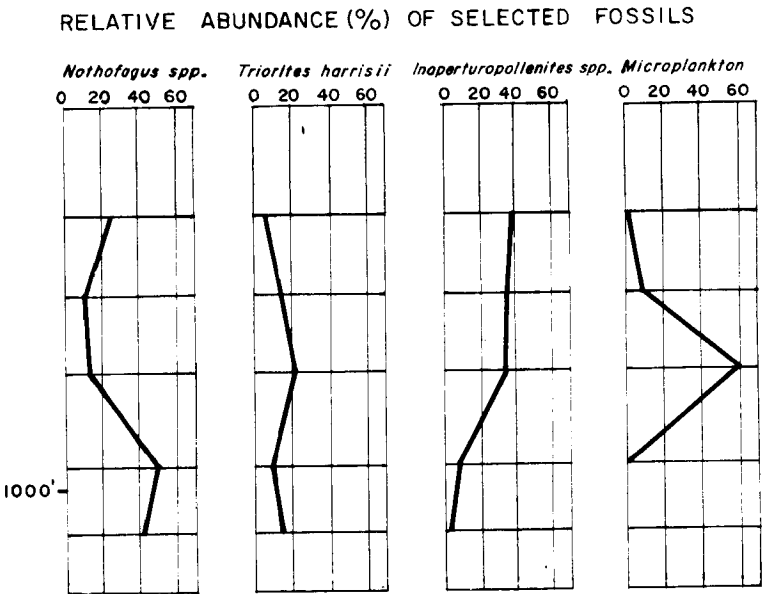 RELATIVE ABUNDANCE (%) OF SELECTED FOSSILS
Nothofagus spp. Triorites harrisii Inaperturopollenites spp. Microplankton
0 20 40 60 0 20 40 60 0 20 40 60 0 20 40 60
1000'